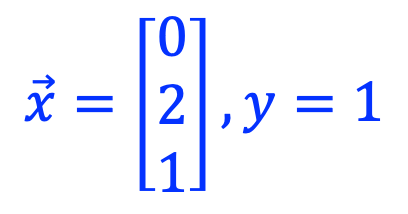 x⃗ = [0 2 1], y = 1